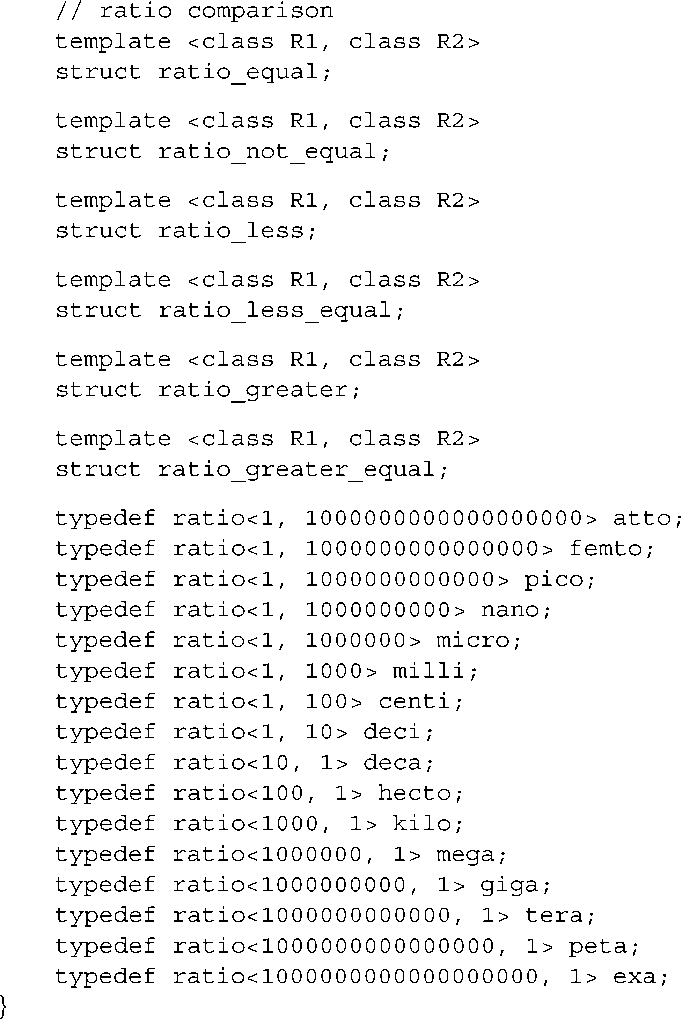 // ratio comparison
template <class R1, class R2>
struct ratio_equal;
template <class R1, class R2>
struct ratio_not_equal;
template <class R1, class R2>
struct ratio_less;
template <class R1, class R2>
struct ratio_less_equal;
template <class R1, class R2>
struct ratio_greater;
template <class R1, class R2>
struct ratio_greater_equal;
typedef ratio<1, 1000000000000000000> atto;
typedef ratio<1, 1000000000000000> femto;
typedef ratio<1, 1000000000000> pico;
typedef ratio<1, 1000000000> nano;
typedef ratio<1, 1000000> micro;
typedef ratio<1, 1000> milli;
typedef ratio<1, 100> centi;
typedef ratio<1, 10> deci;
typedef ratio<10, 1> deca;
typedef ratio<100, 1> hecto;
typedef ratio<1000, 1> kilo;
typedef ratio<1000000, 1> mega;
typedef ratio<1000000000, 1> giga;
typedef ratio<1000000000000, 1> tera;
typedef ratio<1000000000000000, 1> peta;
typedef ratio<1000000000000000000, 1> exa;
}